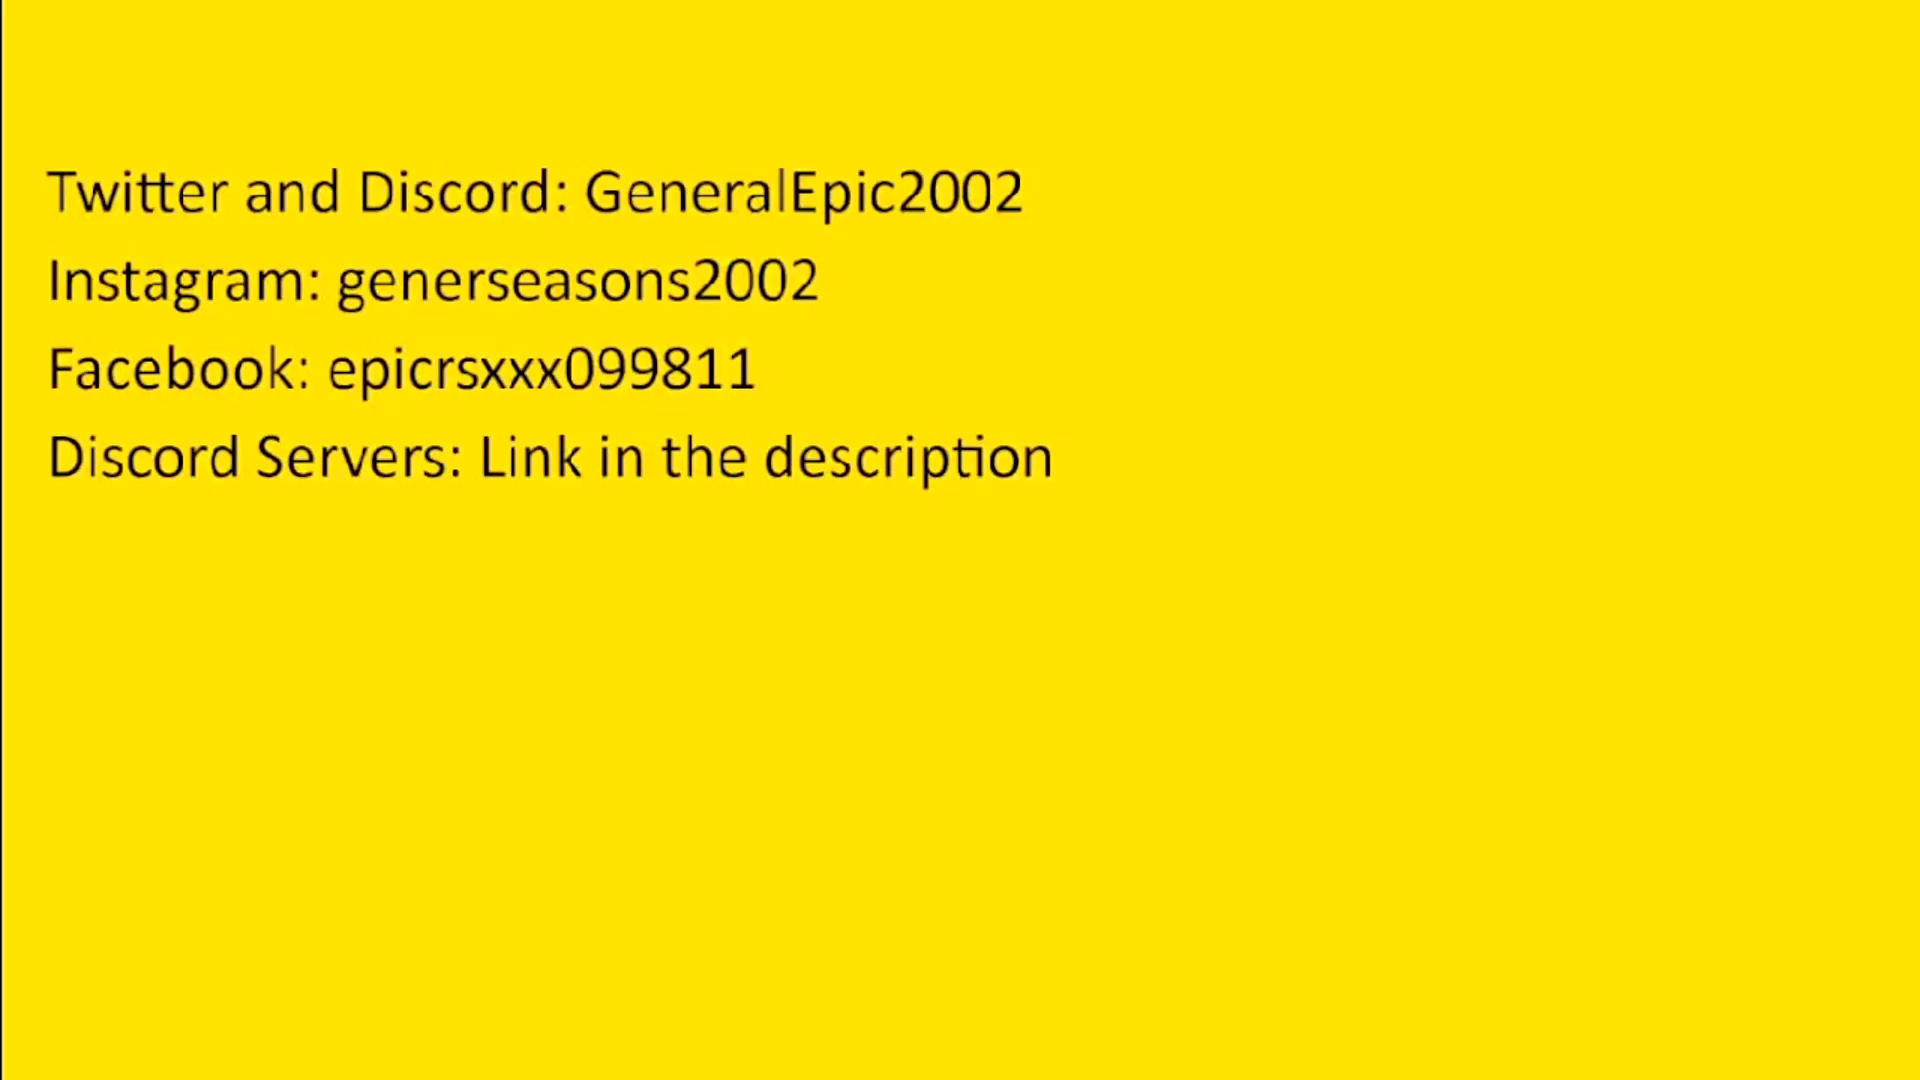 Twitter and Discord: GeneralEpic2002
Instagram: generseasons2002
Facebook: epicrsxxx099811
Discord Servers: Link in the description